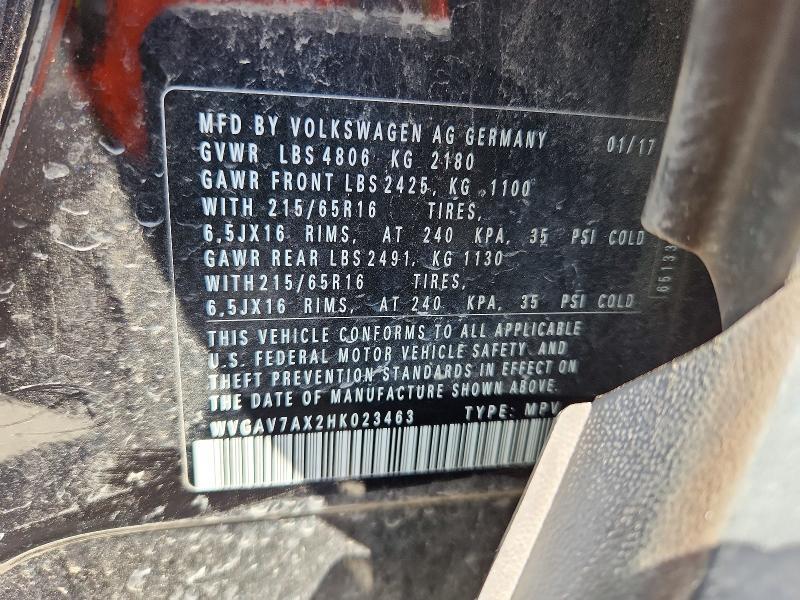 MFD BY VOLKSWAGEN AG GERMANY 01/17
GVWR LBS 4806 KG 2180
GAWR FRONT LBS 2425, KG 1100
WITH 215/65R16 TIRES,
6,5JX16 RIMS, AT 240 KPA, 35 PSI COLD
GAWR REAR LBS 2491, KG 1130
WITH 215/65R16 TIRES,
6,5JX16 RIMS, AT 240 KPA, 35 PSI COLD
THIS VEHICLE CONFORMS TO ALL APPLICABLE
U.S. FEDERAL MOTOR VEHICLE SAFETY AND
THEFT PREVENTION STANDARDS IN EFFECT ON
THE DATE OF MANUFACTURE SHOWN ABOVE.
WVGAV7AX2HK023463 TYPE: MPV